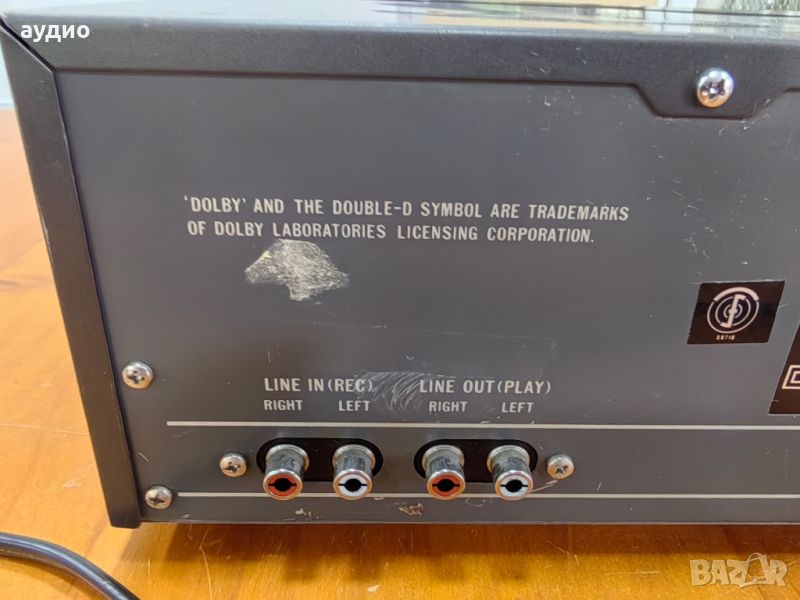 аудио
'DOLBY' AND THE DOUBLE-D SYMBOL ARE TRADEMARKS
OF DOLBY LABORATORIES LICENSING CORPORATION.
LINE IN (REC) LINE OUT (PLAY)
RIGHT LEFT RIGHT LEFT
BAZAR